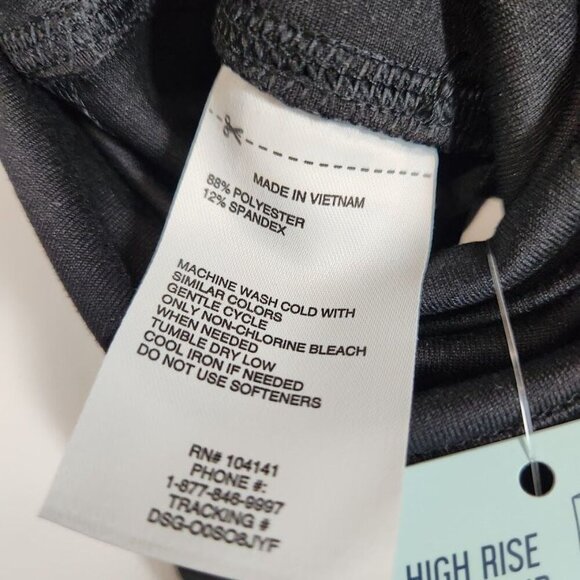 MADE IN VIETNAM
88% POLYESTER
12% SPANDEX
MACHINE WASH COLD WITH
SIMILAR COLORS
GENTLE CYCLE
ONLY NON-CHLORINE BLEACH
WHEN NEEDED
TUMBLE DRY LOW
COOL IRON IF NEEDED
DO NOT USE SOFTENERS
RN# 104141
PHONE #:
1-877-846-9997
TRACKING #
DSG-O0SO8JYF
HIGH RISE